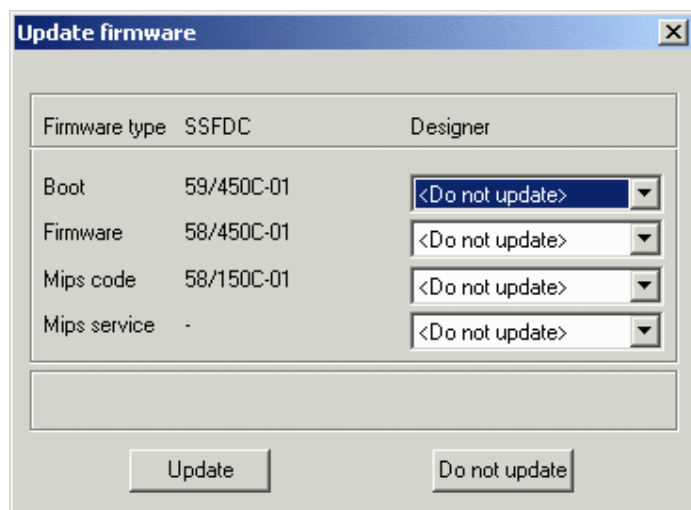 Update firmware
Firmware type SSFDC Designer
Boot 59/450C-01 <Do not update>
Firmware 58/450C-01 <Do not update>
Mips code 58/150C-01 <Do not update>
Mips service - <Do not update>
Update Do not update